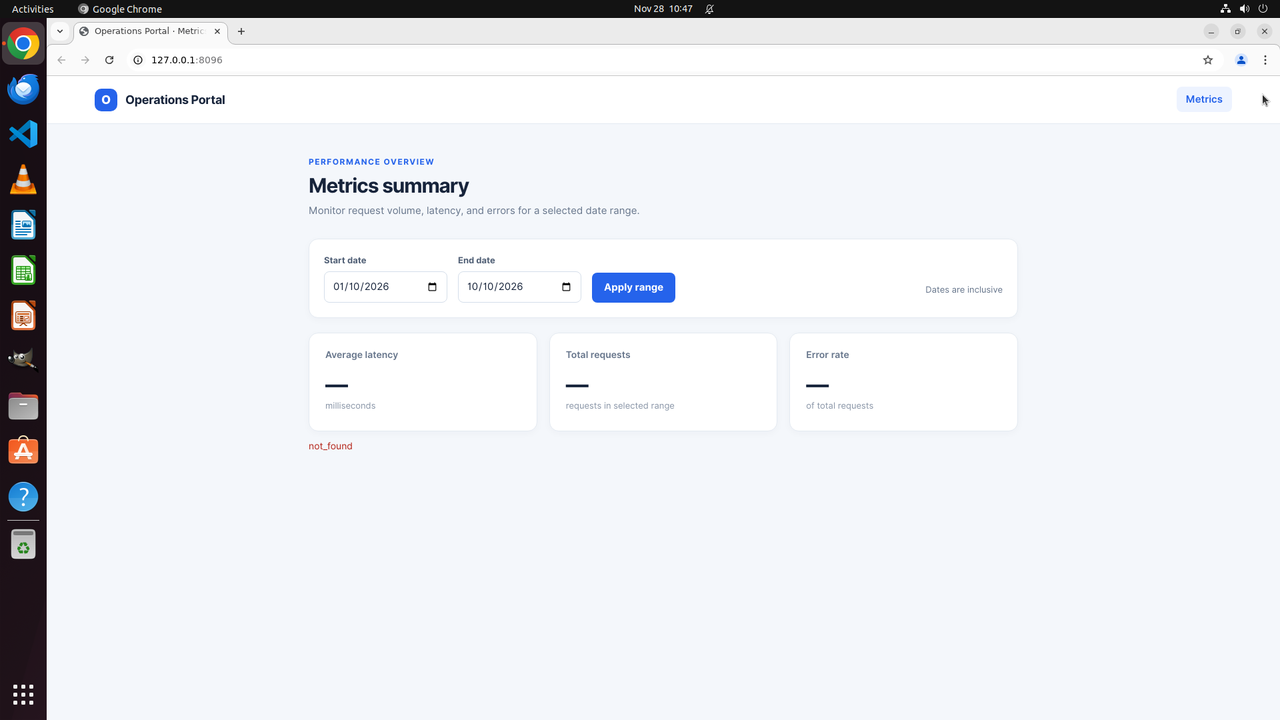 Activities
Google Chrome
Nov 28 10:47
Operations Portal · Metric
127.0.0.1:8096
O
Operations Portal
Metrics
PERFORMANCE OVERVIEW
Metrics summary
Monitor request volume, latency, and errors for a selected date range.
Start date
End date
01/10/2026
10/10/2026
Apply range
Dates are inclusive
Average latency
—
milliseconds
Total requests
—
requests in selected range
Error rate
—
of total requests
not_found